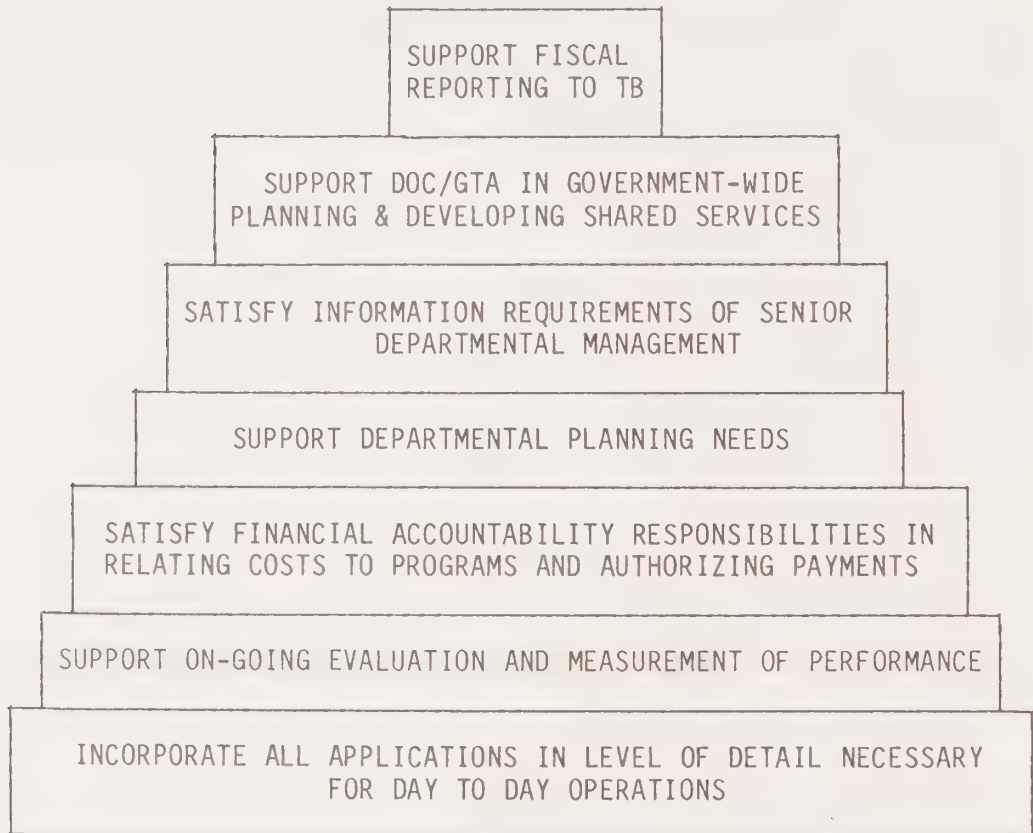 SUPPORT FISCAL
REPORTING TO TB
SUPPORT DOC/GTA IN GOVERNMENT-WIDE
PLANNING & DEVELOPING SHARED SERVICES
SATISFY INFORMATION REQUIREMENTS OF SENIOR
DEPARTMENTAL MANAGEMENT
SUPPORT DEPARTMENTAL PLANNING NEEDS
SATISFY FINANCIAL ACCOUNTABILITY RESPONSIBILITIES IN
RELATING COSTS TO PROGRAMS AND AUTHORIZING PAYMENTS
SUPPORT ON-GOING EVALUATION AND MEASUREMENT OF PERFORMANCE
INCORPORATE ALL APPLICATIONS IN LEVEL OF DETAIL NECESSARY
FOR DAY TO DAY OPERATIONS